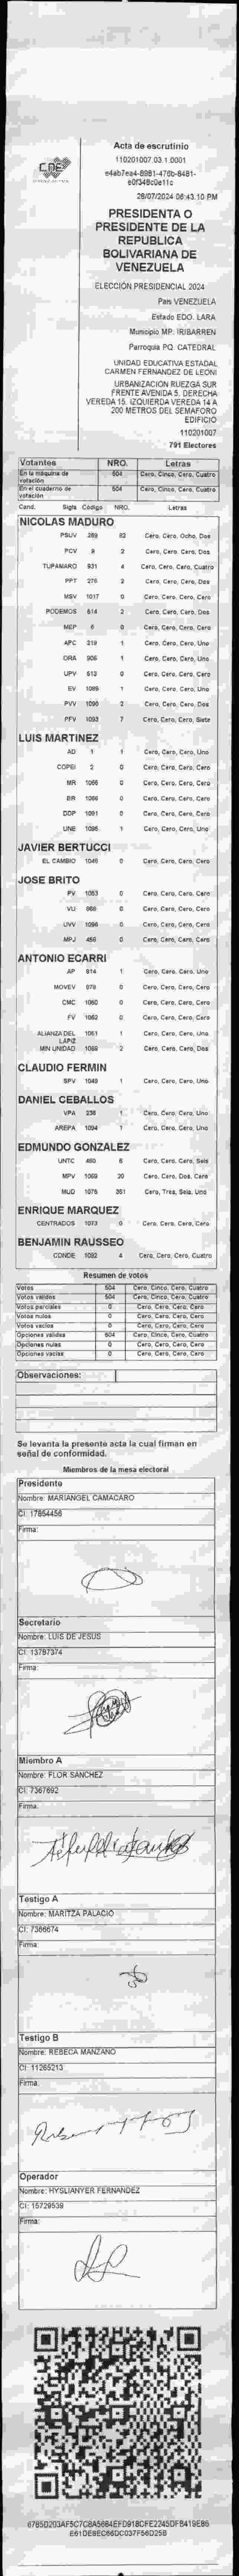 CNE
Acta de escrutinio
110201007.03.1.0001
28/07/2024 06:43:10 PM
PRESIDENTA O
PRESIDENTE DE LA
REPUBLICA
BOLIVARIANA DE
VENEZUELA
ELECCIÓN PRESIDENCIAL 2024
País VENEZUELA
Estado EDO. LARA
Municipio MP. IRIBARREN
Parroquia PQ. CATEDRAL
UNIDAD EDUCATIVA ESTADAL
CARMEN FERNANDEZ DE LEONI
URBANIZACIÓN RUEZGA SUR
FRENTE AVENIDA 5. DERECHA
VEREDA 15. IZQUIERDA VEREDA 14 A
200 METROS DEL SEMAFORO
EDIFICIO
110201007
791 Electores
Votantes NRO. Letras
En la máquina de votación 504 Cero, Cinco, Cero, Cuatro
En el cuaderno de votación 504 Cero, Cinco, Cero, Cuatro
Cand. Sigla Código NRO. Letras
NICOLAS MADURO
PSUV 289 82 Cero, Cero, Ocho, Dos
PCV 9 2 Cero, Cero, Cero, Dos
TUPAMARO 931 4 Cero, Cero, Cero, Cuatro
PPT 276 2 Cero, Cero, Cero, Dos
MSV 1017 0 Cero, Cero, Cero, Cero
PODEMOS 614 2 Cero, Cero, Cero, Dos
MEP 6 0 Cero, Cero, Cero, Cero
APC 219 1 Cero, Cero, Cero, Uno
ORA 906 1 Cero, Cero, Cero, Uno
UPV 512 0 Cero, Cero, Cero, Cero
EV 1089 1 Cero, Cero, Cero, Uno
PVV 1090 2 Cero, Cero, Cero, Dos
PFV 1093 7 Cero, Cero, Cero, Siete
LUIS MARTINEZ
AD 1 1 Cero, Cero, Cero, Uno
COPEI 2 0 Cero, Cero, Cero, Cero
MR 1066 0 Cero, Cero, Cero, Cero
BR 0 Cero, Cero, Cero, Cero
DDP 1091 0 Cero, Cero, Cero, Cero
UNE 1095 1 Cero, Cero, Cero, Uno
JAVIER BERTUCCI
EL CAMBIO 1046 0 Cero, Cero, Cero, Cero
JOSE BRITO
PV 1053 0 Cero, Cero, Cero, Cero
VU 968 0 Cero, Cero, Cero, Cero
UVV 1096 0 Cero, Cero, Cero, Cero
MPJ 456 0 Cero, Cero, Cero, Cero
ANTONIO ECARRI
AP 914 1 Cero, Cero, Cero, Uno
MOVEV 978 0 Cero, Cero, Cero, Cero
CMC 1060 0 Cero, Cero, Cero, Cero
FV 1062 0 Cero, Cero, Cero, Cero
ALIANZA DEL LAPIZ 1051 1 Cero, Cero, Cero, Uno
MIN UNIDAD 2 Cero, Cero, Cero, Dos
CLAUDIO FERMIN
SPV 1049 1 Cero, Cero, Cero, Uno
DANIEL CEBALLOS
VPA 236 1 Cero, Cero, Cero, Uno
AREPA 1094 1 Cero, Cero, Cero, Uno
EDMUNDO GONZALEZ
UNTC 460 6 Cero, Cero, Cero, Seis
MPV 1069 20 Cero, Cero, Dos, Cero
MUD 1075 361 Cero, Tres, Seis, Uno
ENRIQUE MARQUEZ
CENTRADOS 1073 0 Cero, Cero, Cero, Cero
BENJAMIN RAUSSEO
CONDE 1092 4 Cero, Cero, Cero, Cuatro
Resumen de votos
Votos 504 Cero, Cinco, Cero, Cuatro
Votos válidos 504 Cero, Cinco, Cero, Cuatro
Votos parciales 0 Cero, Cero, Cero, Cero
Votos nulos 0 Cero, Cero, Cero, Cero
Votos vacíos 0 Cero, Cero, Cero, Cero
Opciones válidas 504 Cero, Cinco, Cero, Cuatro
Opciones nulas 0 Cero, Cero, Cero, Cero
Opciones vacías 0 Cero, Cero, Cero, Cero
Observaciones:
Se levanta la presente acta la cual firman en
señal de conformidad.
Miembros de la mesa electoral
Presidente
Nombre: MARIANGEL CAMACARO
CI: 17854456
Firma:
Secretario
Nombre: LUIS DE JESUS
CI: 13787374
Firma:
Miembro A
Nombre: FLOR SANCHEZ
CI: 7367692
Firma:
Testigo A
Nombre: MARITZA PALACIO
CI: 7366674
Firma:
Testigo B
Nombre: REBECA MANZANO
CI: 11265213
Firma:
Operador
Nombre: HYSLIANYER FERNANDEZ
CI: 15729539
Firma: